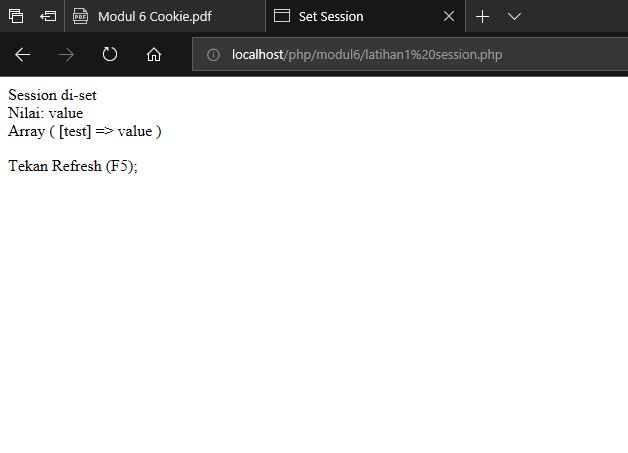 Modul 6 Cookie.pdf
Set Session
localhost/php/modul6/latihan1%20session.php
Session di-set
Nilai: value
Array ( [test] => value )
Tekan Refresh (F5);